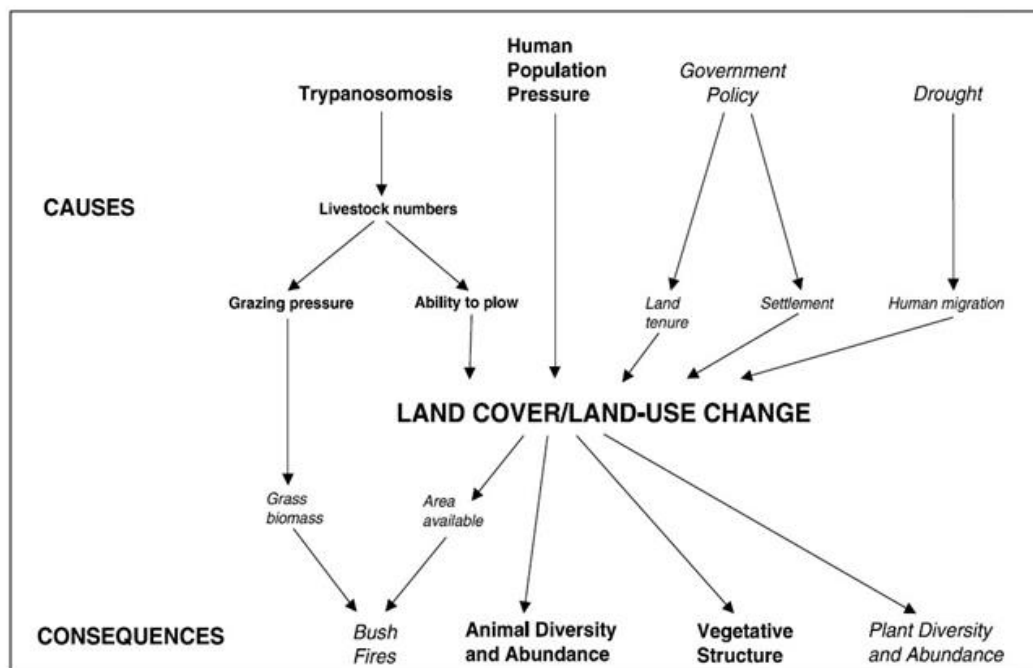 Human
Population
Pressure
Government
Policy
Trypanosomosis
Drought
CAUSES
Livestock numbers
Grazing pressure
Ability to plow
Land
tenure
Settlement
Human migration
LAND COVER/LAND-USE CHANGE
Grass
biomass
Area
available
CONSEQUENCES
Bush
Fires
Animal Diversity
and Abundance
Vegetative
Structure
Plant Diversity
and Abundance